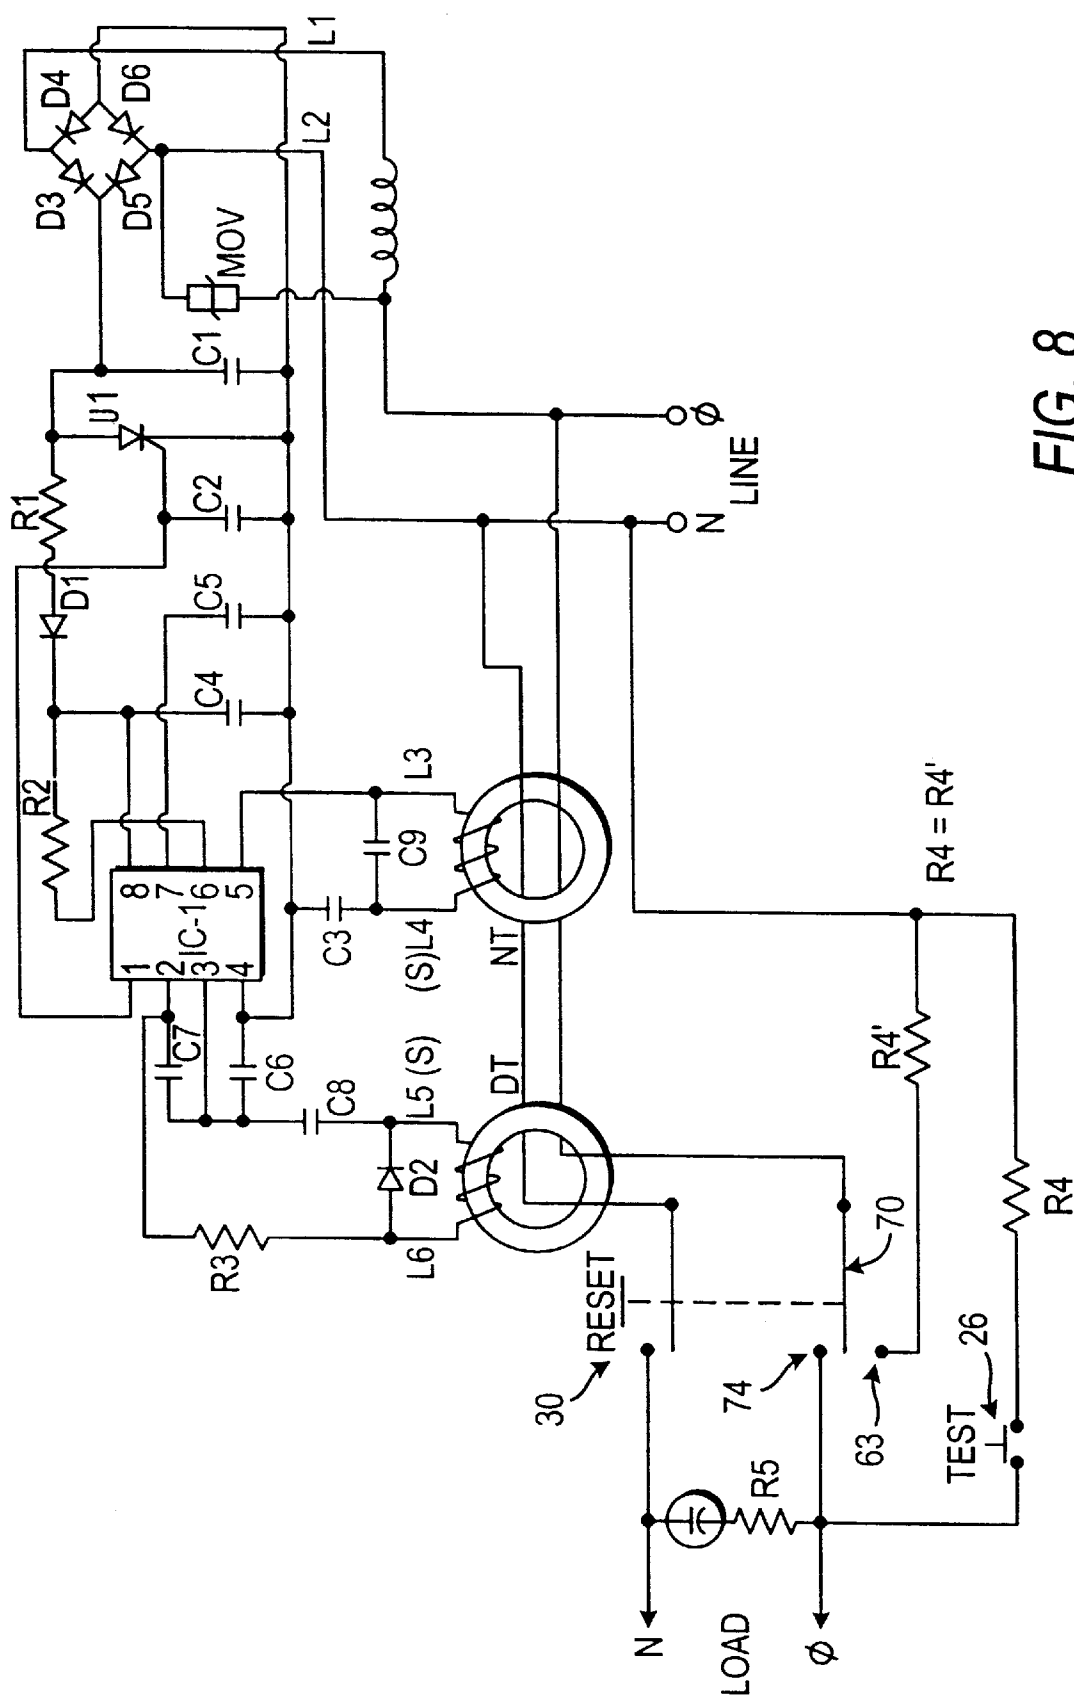 L1
D4
D6
L2
D3
D5
MOV
C1
U1
R1
C2
D1
C5
C4
R2
L3
8
7
6
5
IC-1
1
2
3
4
C9
C3
(S)L4
NT
C7
C6
C8
L5 (S)
DT
D2
R3
L6
N
Φ
LINE
R4 = R4'
R4'
R4
RESET
30
70
74
63
26
TEST
R5
N
LOAD
Φ
FIG. 8